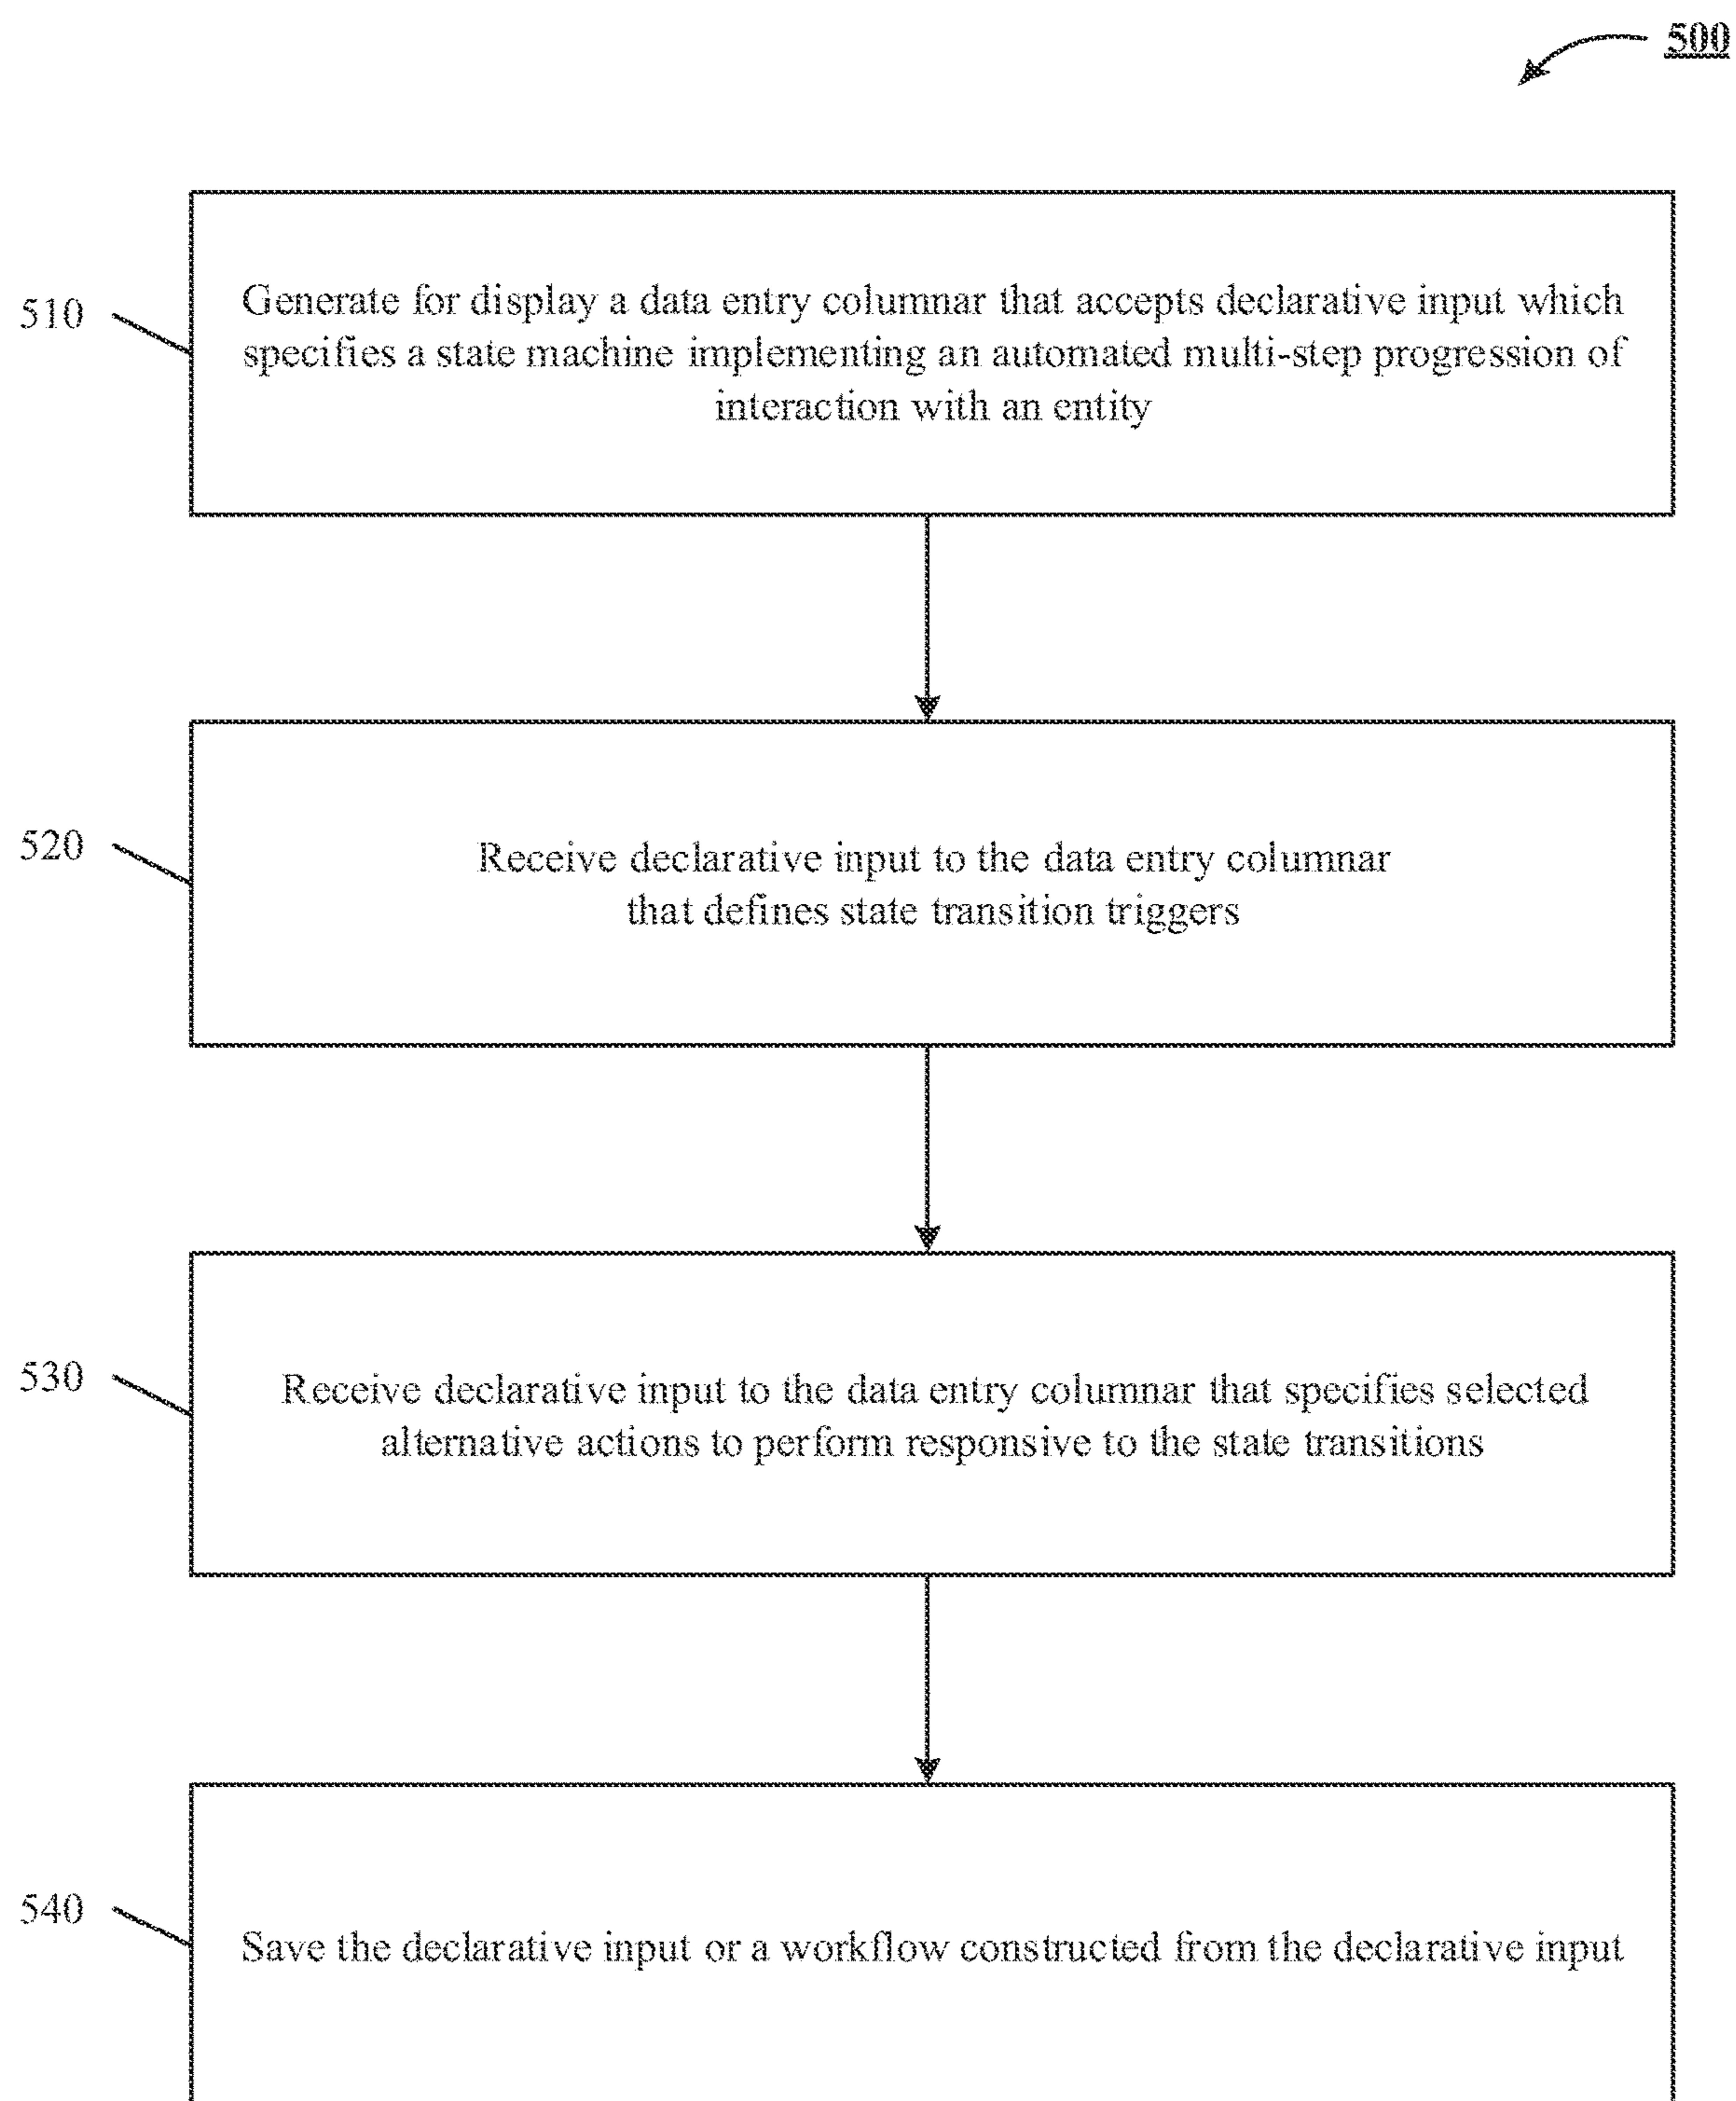 500
510
Generate for display a data entry columnar that accepts declarative input which
specifies a state machine implementing an automated multi-step progression of
interaction with an entity
520
Receive declarative input to the data entry columnar
that defines state transition triggers
530
Receive declarative input to the data entry columnar that specifies selected
alternative actions to perform responsive to the state transitions
540
Save the declarative input or a workflow constructed from the declarative input